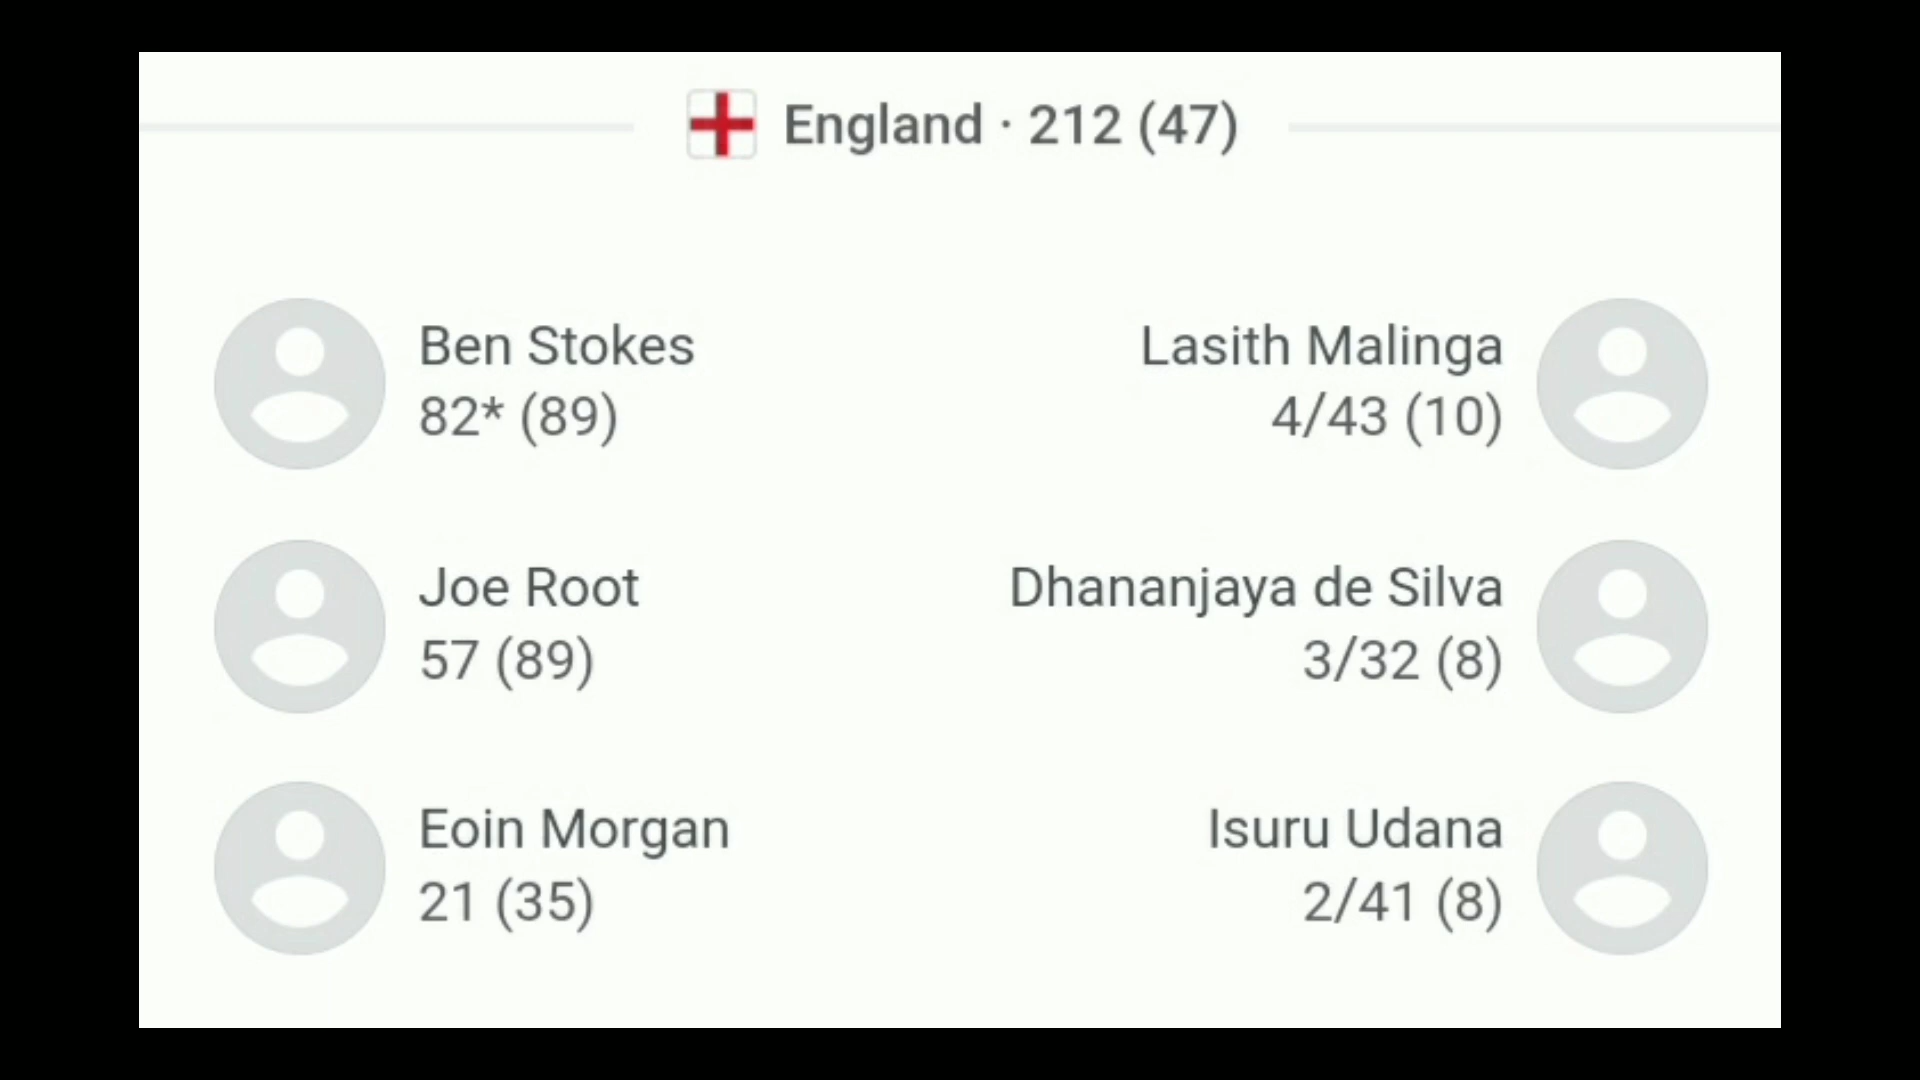 England · 212 (47)
Ben Stokes
82* (89)
Lasith Malinga
4/43 (10)
Joe Root
57 (89)
Dhananjaya de Silva
3/32 (8)
Eoin Morgan
21 (35)
Isuru Udana
2/41 (8)